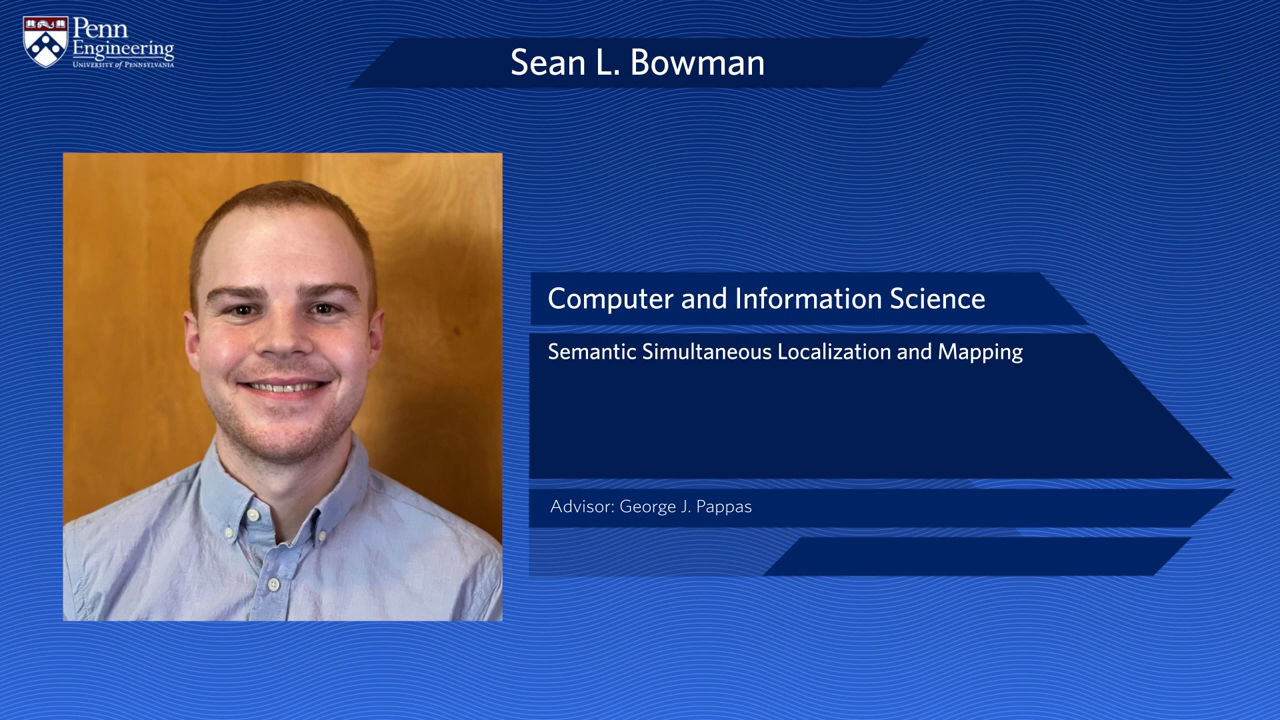 Penn
Engineering
UNIVERSITY of PENNSYLVANIA
Sean L. Bowman
Computer and Information Science
Semantic Simultaneous Localization and Mapping
Advisor: George J. Pappas